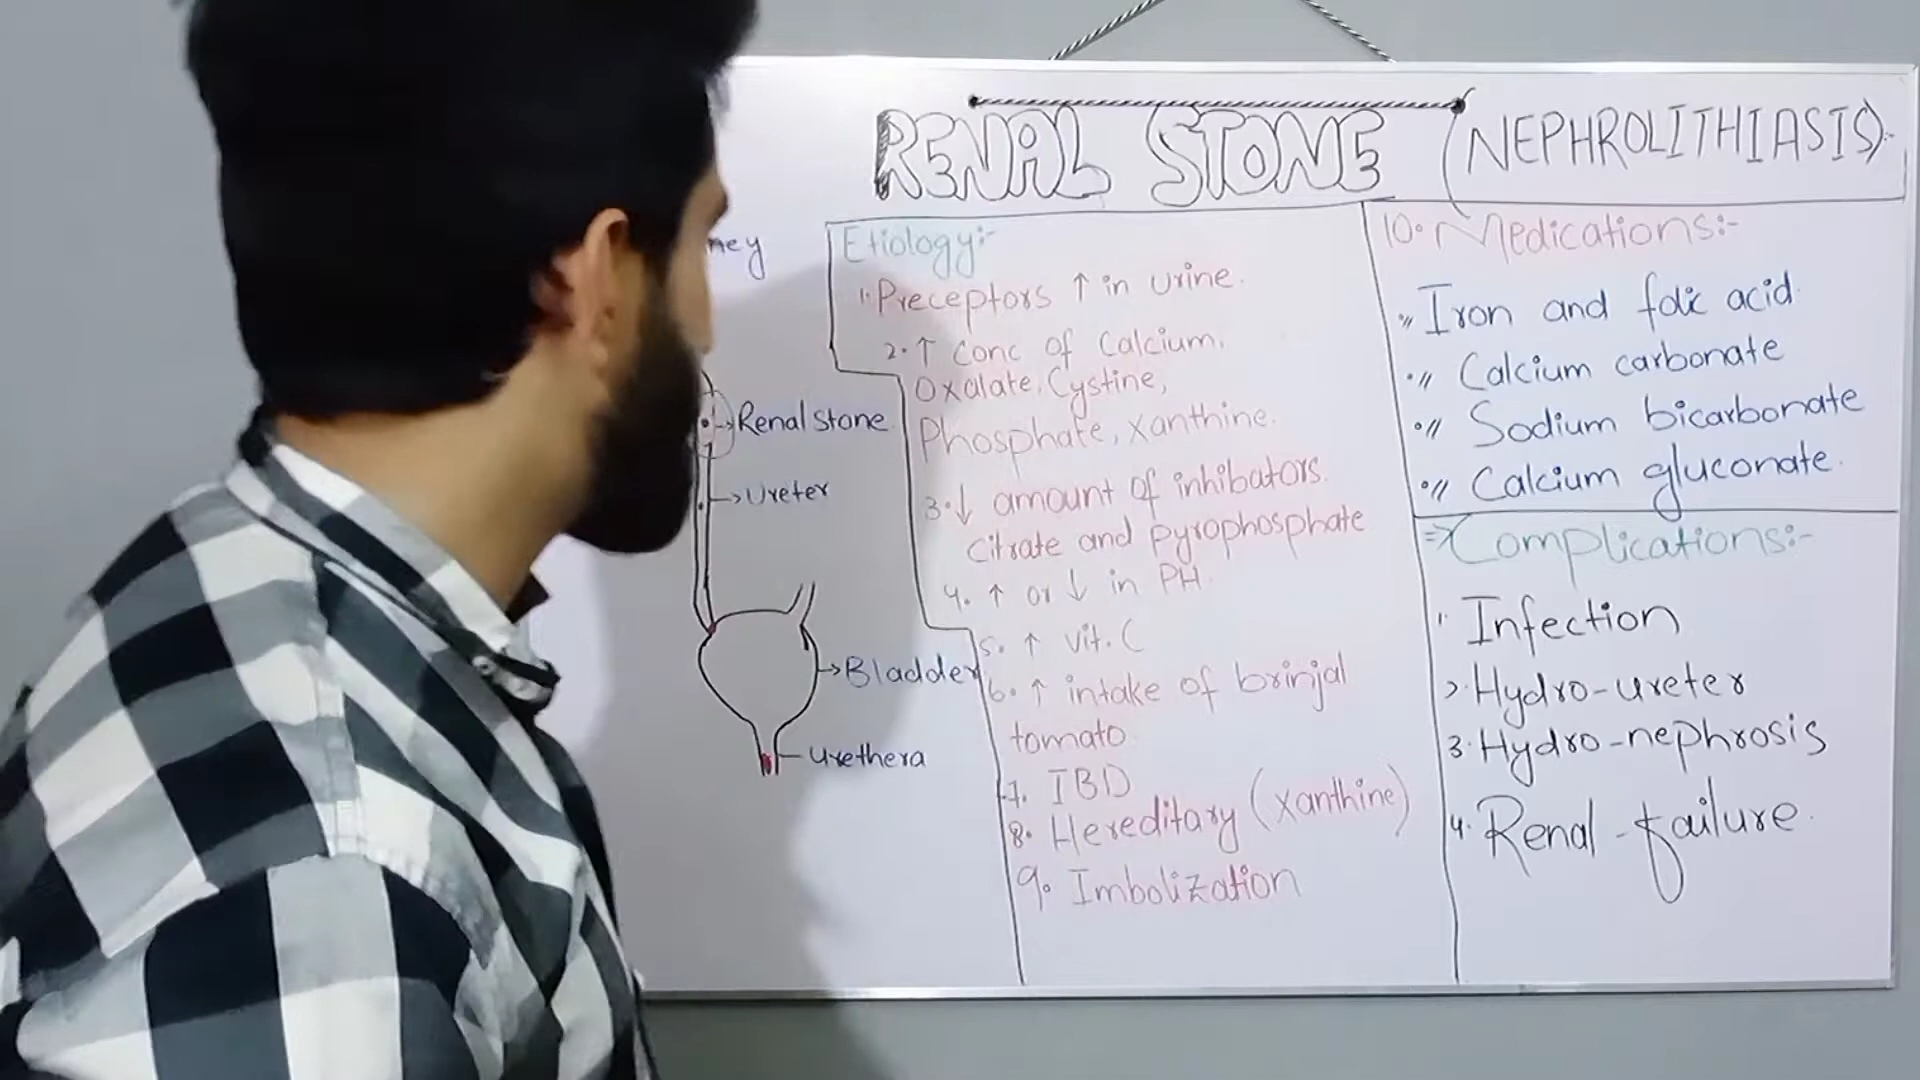 RENAL STONE (NEPHROLITHIASIS):-
ney
Renal stone
Ureter
Bladder
Urethera
Etiology:-
1. Preceptors ↑ in urine.
2. ↑ conc of Calcium.
Oxalate, Cystine,
Phosphate, xanthine.
3. ↓ amount of inhibators.
Citrate and pyrophosphate
4. ↑ or ↓ in PH.
5. ↑ vit. C
6. ↑ intake of brinjal
tomato
7. IBD
8. Hereditary (xanthine)
9. Imbolization
10. Medications:-
Iron and folic acid
Calcium carbonate
Sodium bicarbonate
Calcium gluconate.
⇒ Complications:-
1. Infection
2. Hydro-ureter
3. Hydro-nephrosis
4. Renal-failure.